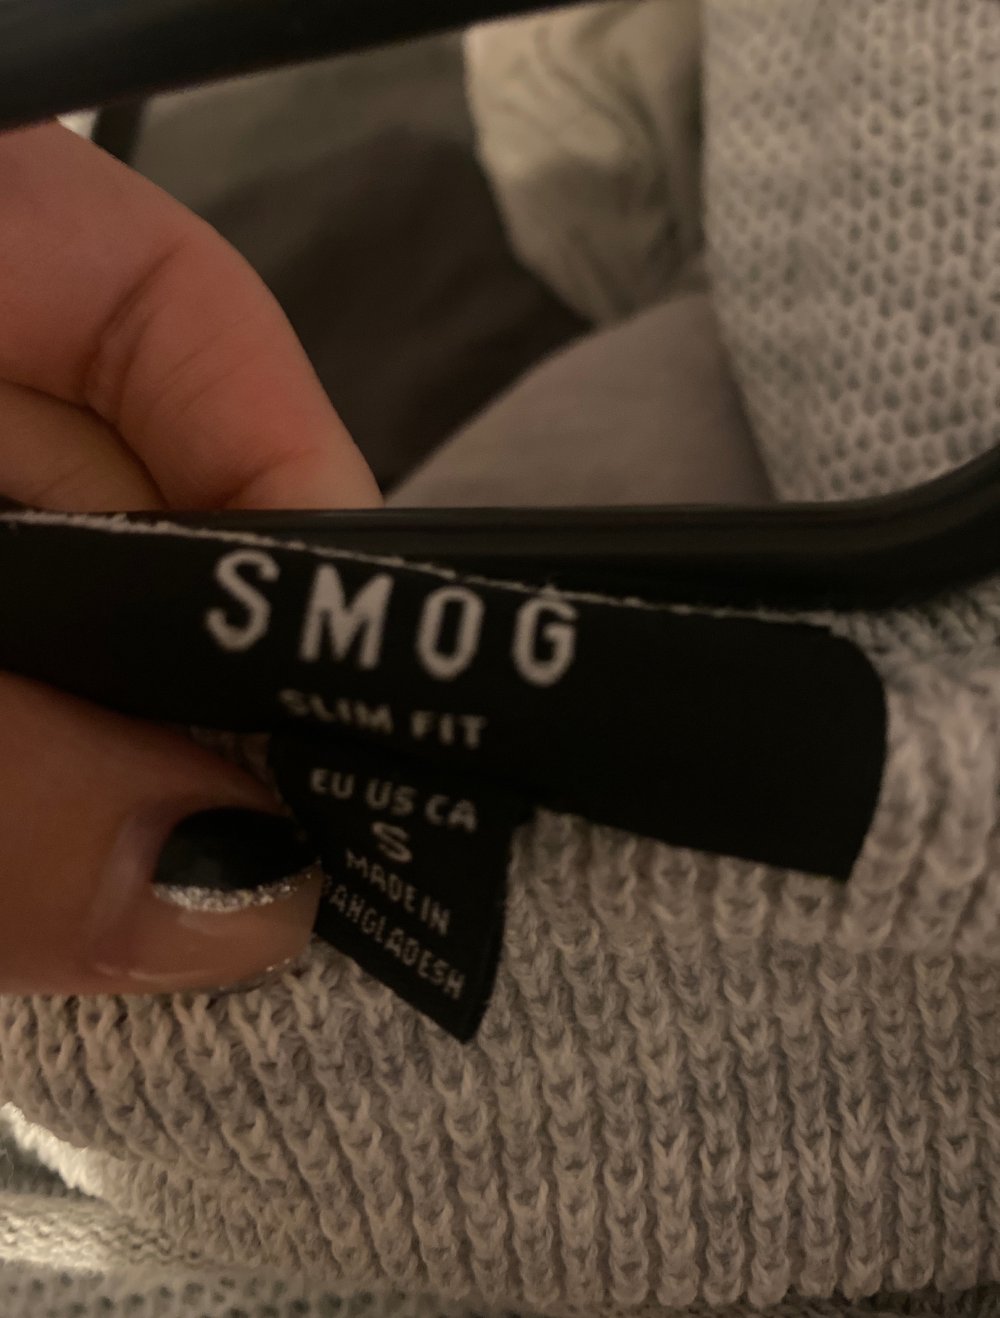 SMOG
SLIM FIT
EU US CA
S
MADE IN
BANGLADESH